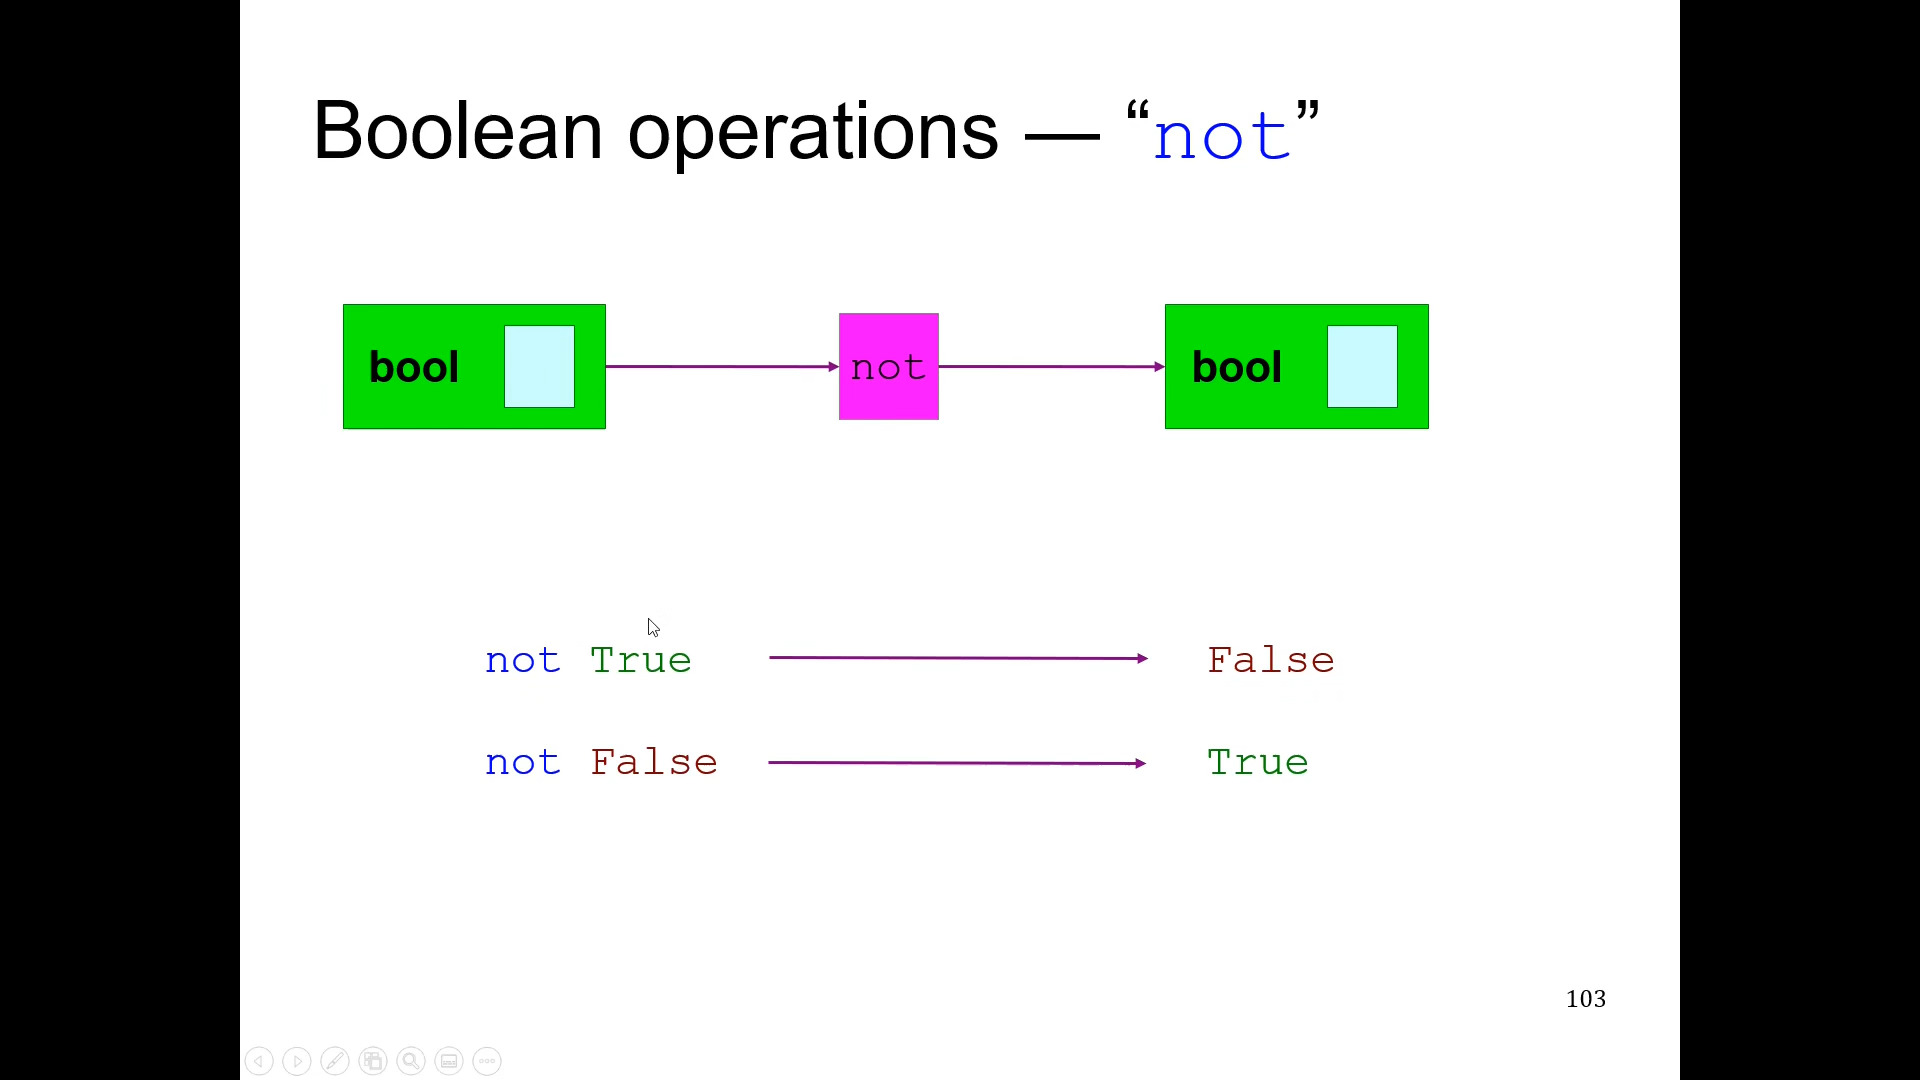 Boolean operations — “not”
bool not bool
not True False
not False True
103